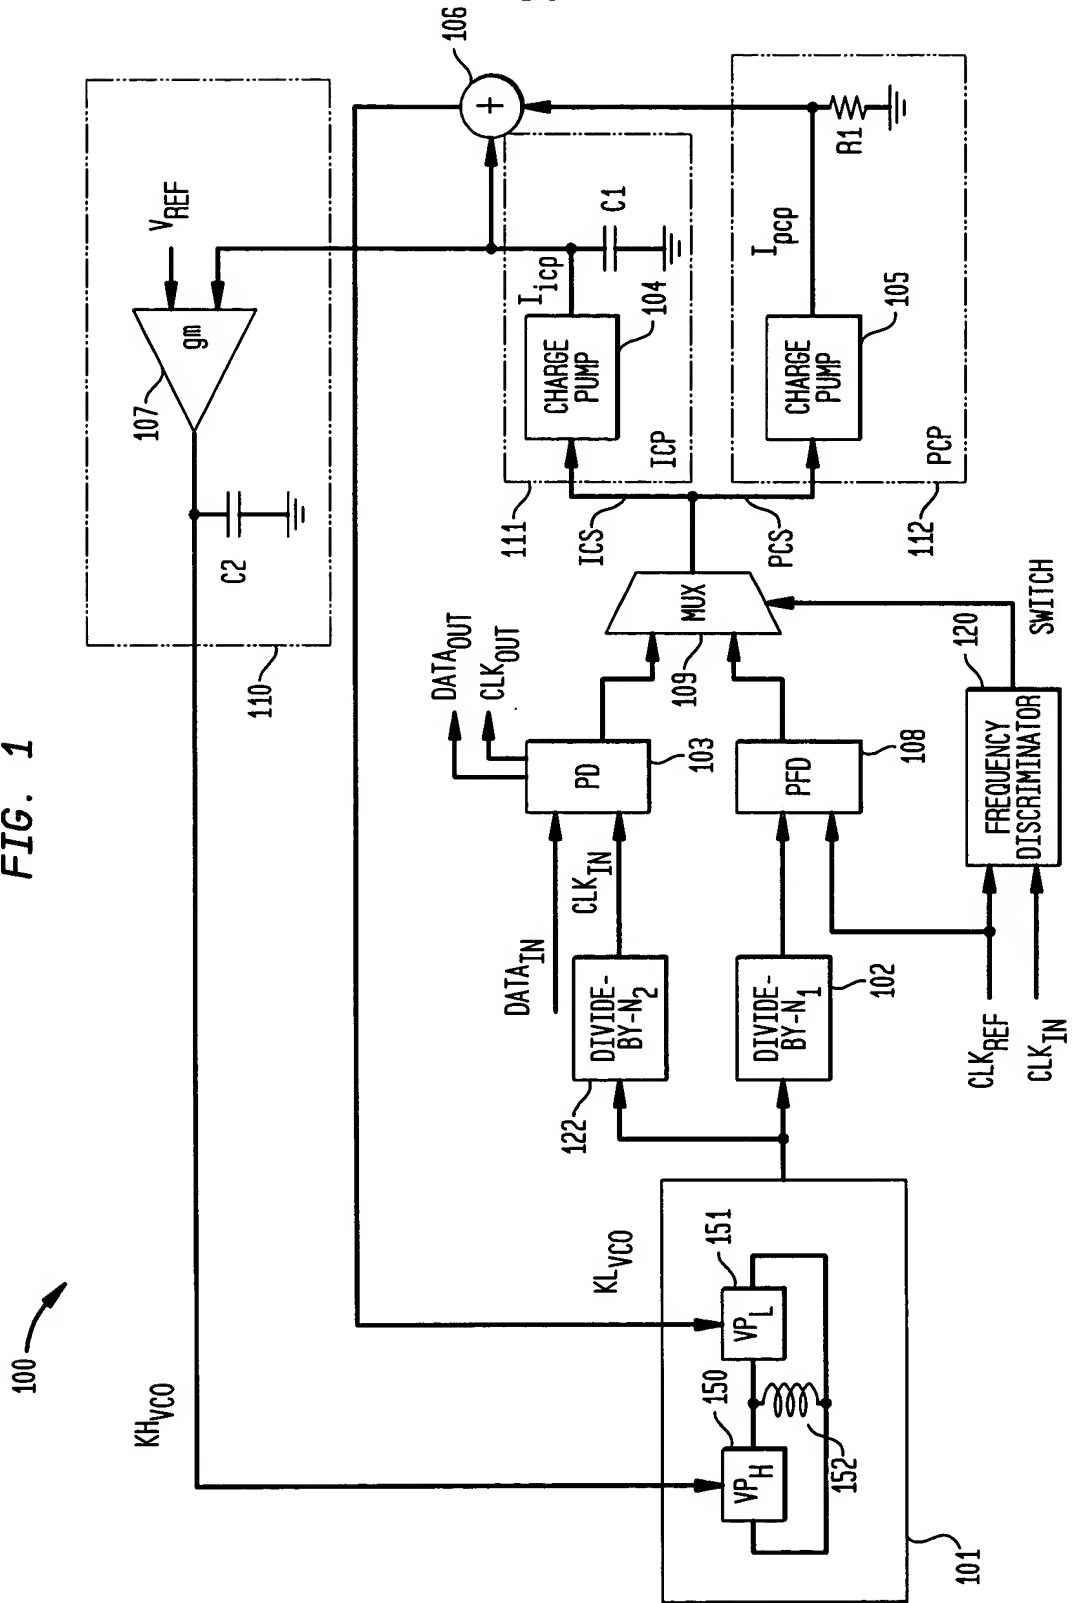 FIG. 1
100
KH_VCO
110
C2
107
gm
V_REF
106
+
KL_VCO
DATA_OUT
CLK_OUT
111
ICS
ICP
CHARGE
PUMP
104
I_icp
C1
DATA_IN
122
DIVIDE-
BY-N_2
CLK_IN
PD
103
MUX
109
PCS
112
PCP
CHARGE
PUMP
105
I_pcp
R1
101
VP_H
150
VP_L
151
152
DIVIDE-
BY-N_1
102
PFD
108
CLK_REF
CLK_IN
FREQUENCY
DISCRIMINATOR
120
SWITCH